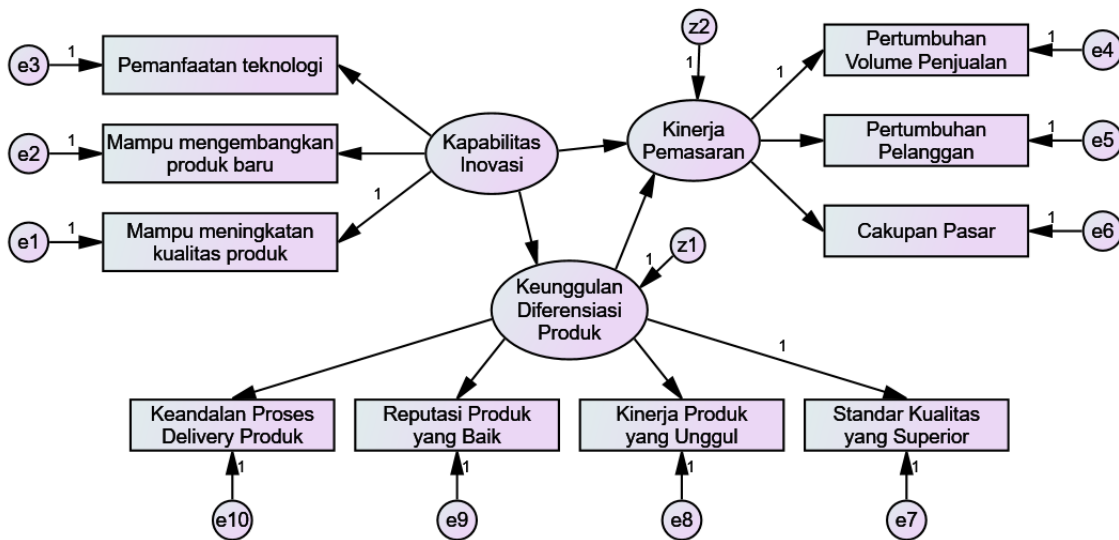 z2
e3
1
Pemanfaatan teknologi
1
1
Pertumbuhan
Volume Penjualan
1
e4
e2
1
Mampu mengembangkan
produk baru
Kapabilitas
Inovasi
Kinerja
Pemasaran
Pertumbuhan
Pelanggan
1
e5
e1
1
Mampu meningkatan
kualitas produk
1
Cakupan Pasar
1
e6
z1
1
Keunggulan
Diferensiasi
Produk
1
Keandalan Proses
Delivery Produk
Reputasi Produk
yang Baik
Kinerja Produk
yang Unggul
Standar Kualitas
yang Superior
1
1
1
1
e10
e9
e8
e7